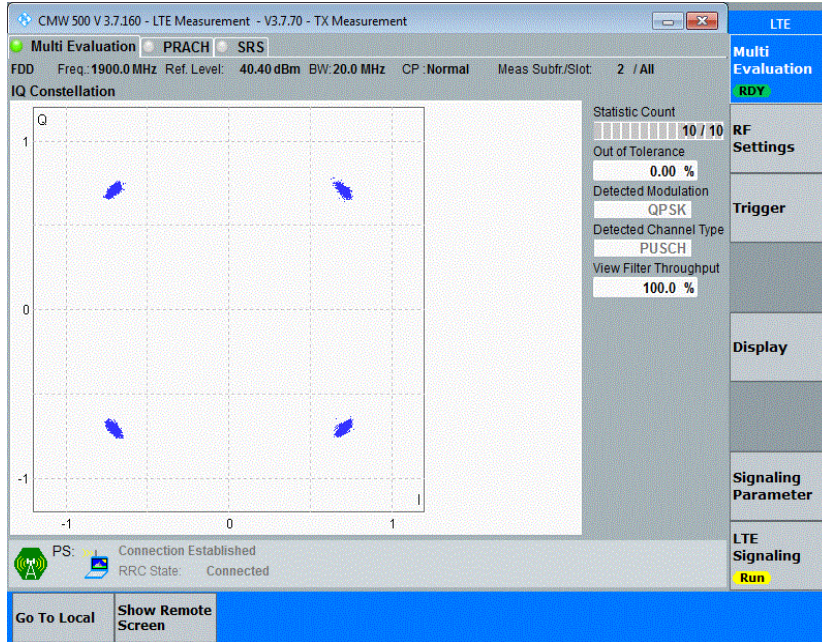 CMW 500 V 3.7.160 - LTE Measurement - V3.7.70 - TX Measurement
LTE
Multi Evaluation PRACH SRS
FDD Freq.:1900.0 MHz Ref. Level: 40.40 dBm BW:20.0 MHz CP :Normal Meas Subfr./Slot: 2 / All
IQ Constellation
Q
1
0
-1
I
-1 0 1
Statistic Count
10 / 10
Out of Tolerance
0.00 %
Detected Modulation
QPSK
Detected Channel Type
PUSCH
View Filter Throughput
100.0 %
Multi
Evaluation
RDY
RF
Settings
Trigger
Display
Signaling
Parameter
LTE
Signaling
Run
PS: Connection Established
RRC State: Connected
Go To Local
Show Remote
Screen